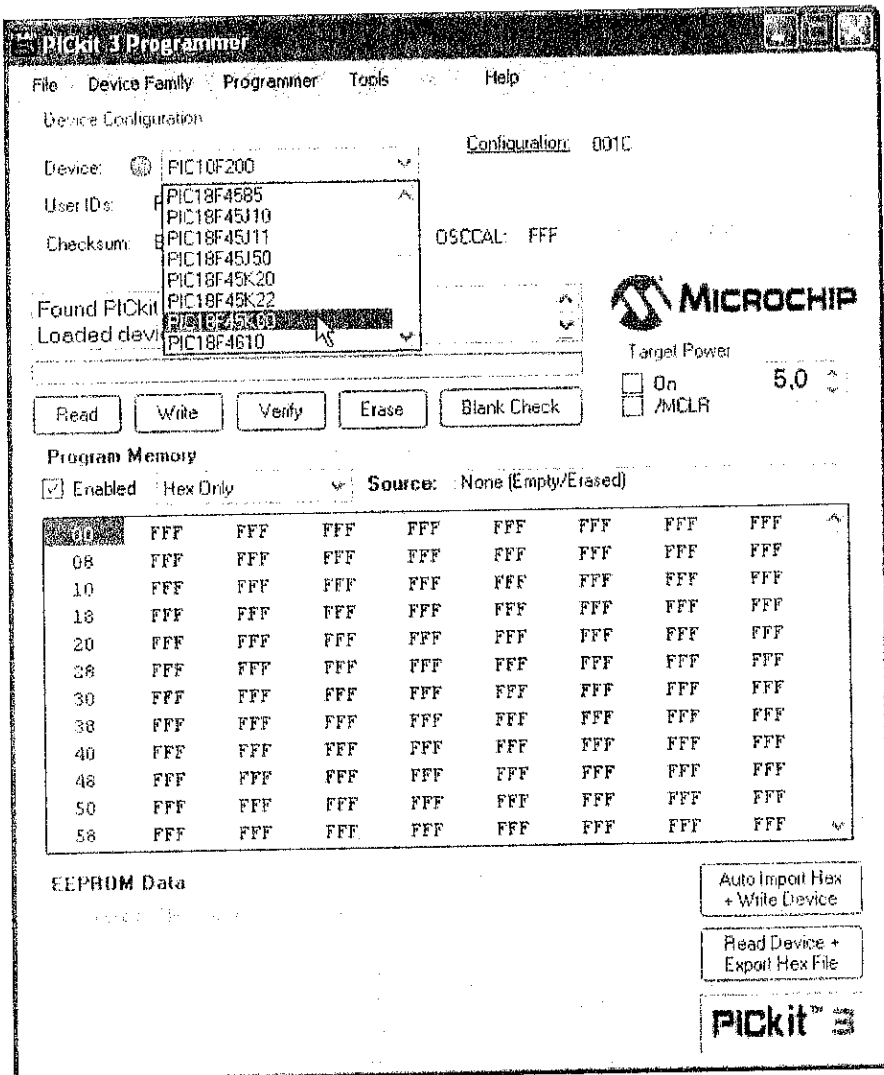 PICkit 3 Programmer
File Device Family Programmer Tools Help
Device Configuration
Configuration: 001C
Device: PIC10F200
PIC18F4585
User IDs:
PIC18F45J10
Checksum:
PIC18F45J11
OSCCAL: FFF
PIC18F45J50
PIC18F45K20
Found PICkit
PIC18F45K22
MICROCHIP
Loaded devi
PIC18F4610
Target Power
On
5.0
/MCLR
Read Write Verify Erase Blank Check
Program Memory
Enabled Hex Only Source: None (Empty/Erased)
00 FFF FFF FFF FFF FFF FFF FFF FFF
08 FFF FFF FFF FFF FFF FFF FFF FFF
10 FFF FFF FFF FFF FFF FFF FFF FFF
18 FFF FFF FFF FFF FFF FFF FFF FFF
20 FFF FFF FFF FFF FFF FFF FFF FFF
28 FFF FFF FFF FFF FFF FFF FFF FFF
30 FFF FFF FFF FFF FFF FFF FFF FFF
38 FFF FFF FFF FFF FFF FFF FFF FFF
40 FFF FFF FFF FFF FFF FFF FFF FFF
48 FFF FFF FFF FFF FFF FFF FFF FFF
50 FFF FFF FFF FFF FFF FFF FFF FFF
58 FFF FFF FFF FFF FFF FFF FFF FFF
EEPROM Data
Auto Import Hex
+ Write Device
Read Device +
Export Hex File
PICkit™ 3